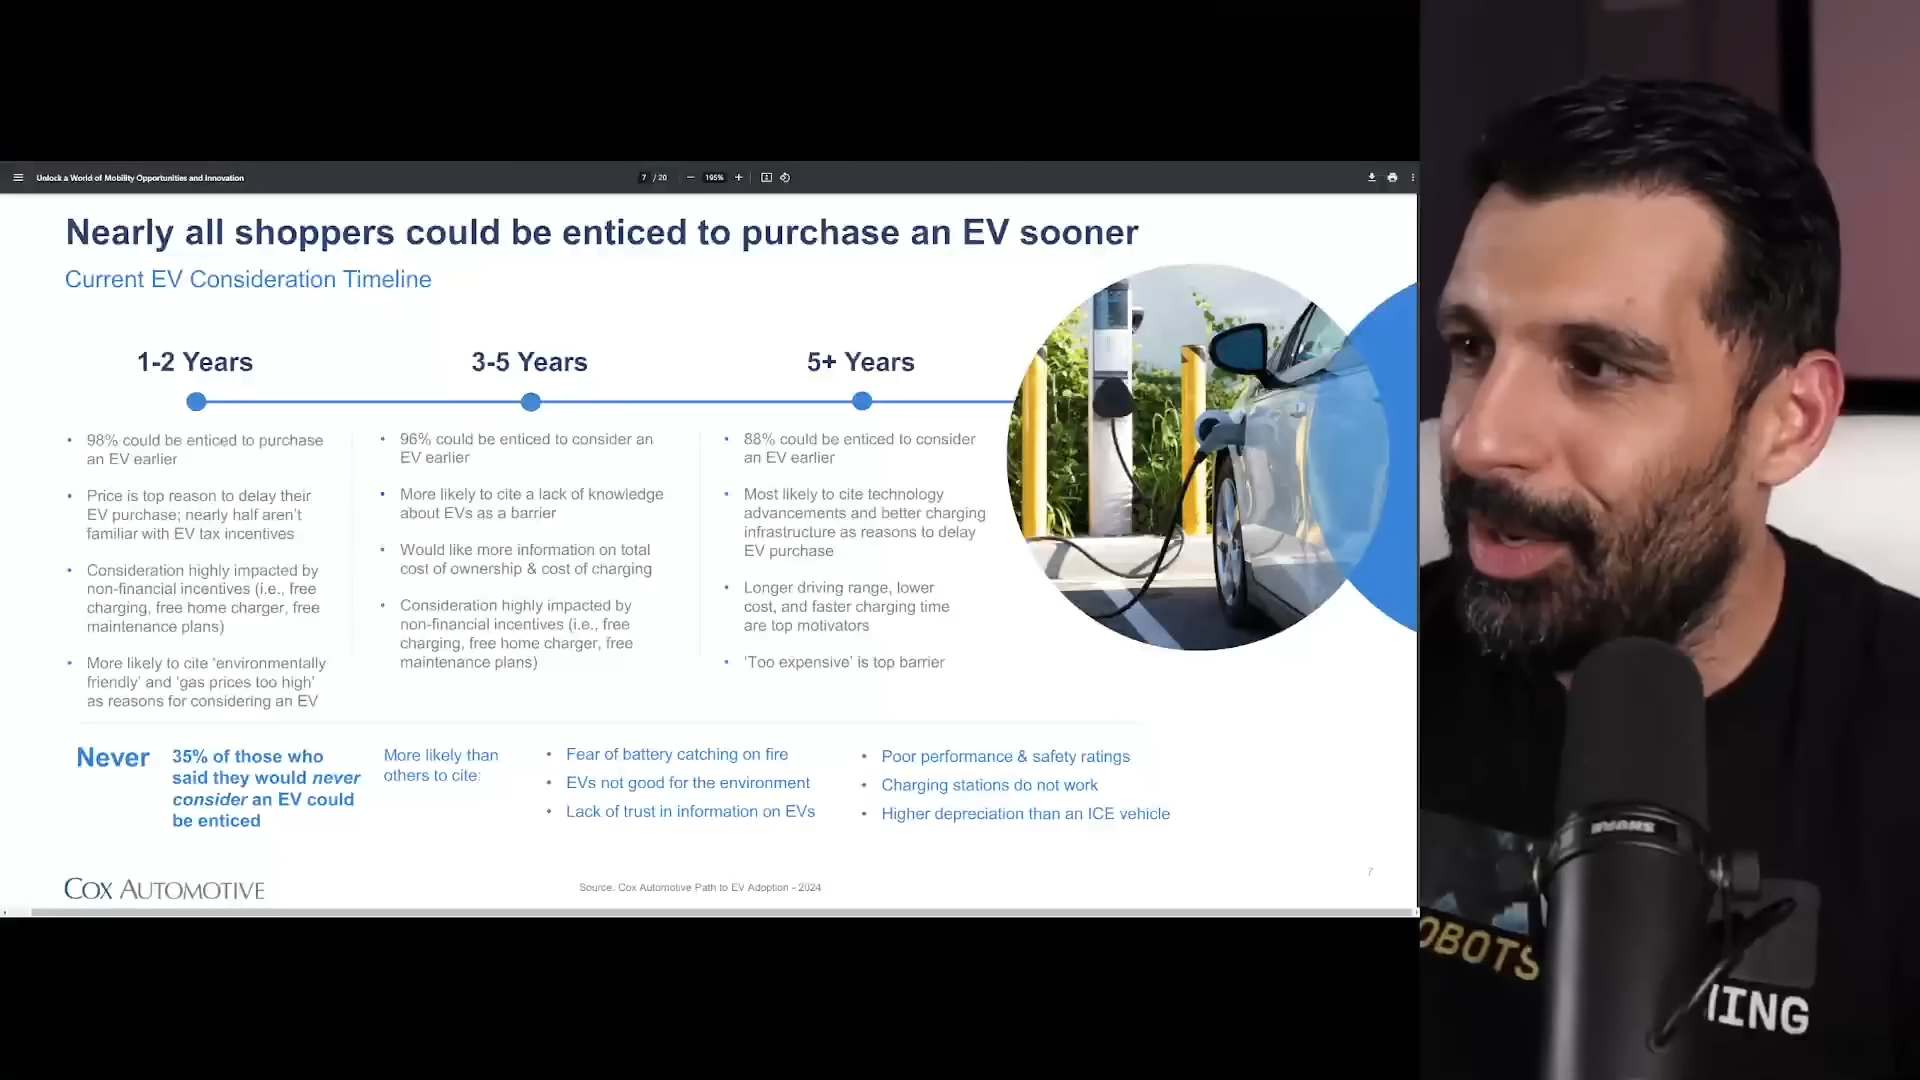 Unlock a World of Mobility Opportunities and Innovation
7 / 20
195%
Nearly all shoppers could be enticed to purchase an EV sooner
Current EV Consideration Timeline
1-2 Years
• 98% could be enticed to purchase
an EV earlier
• Price is top reason to delay their
EV purchase; nearly half aren't
familiar with EV tax incentives
• Consideration highly impacted by
non-financial incentives (i.e., free
charging, free home charger, free
maintenance plans)
• More likely to cite 'environmentally
friendly' and 'gas prices too high'
as reasons for considering an EV
3-5 Years
• 96% could be enticed to consider an
EV earlier
• More likely to cite a lack of knowledge
about EVs as a barrier
• Would like more information on total
cost of ownership & cost of charging
• Consideration highly impacted by
non-financial incentives (i.e., free
charging, free home charger, free
maintenance plans)
5+ Years
• 88% could be enticed to consider
an EV earlier
• Most likely to cite technology
advancements and better charging
infrastructure as reasons to delay
EV purchase
• Longer driving range, lower
cost, and faster charging time
are top motivators
• 'Too expensive' is top barrier
Never
35% of those who
said they would never
consider an EV could
be enticed
More likely than
others to cite:
• Fear of battery catching on fire
• EVs not good for the environment
• Lack of trust in information on EVs
• Poor performance & safety ratings
• Charging stations do not work
• Higher depreciation than an ICE vehicle
COX AUTOMOTIVE
Source: Cox Automotive Path to EV Adoption - 2024
7
SHURE
OBOTS
NING